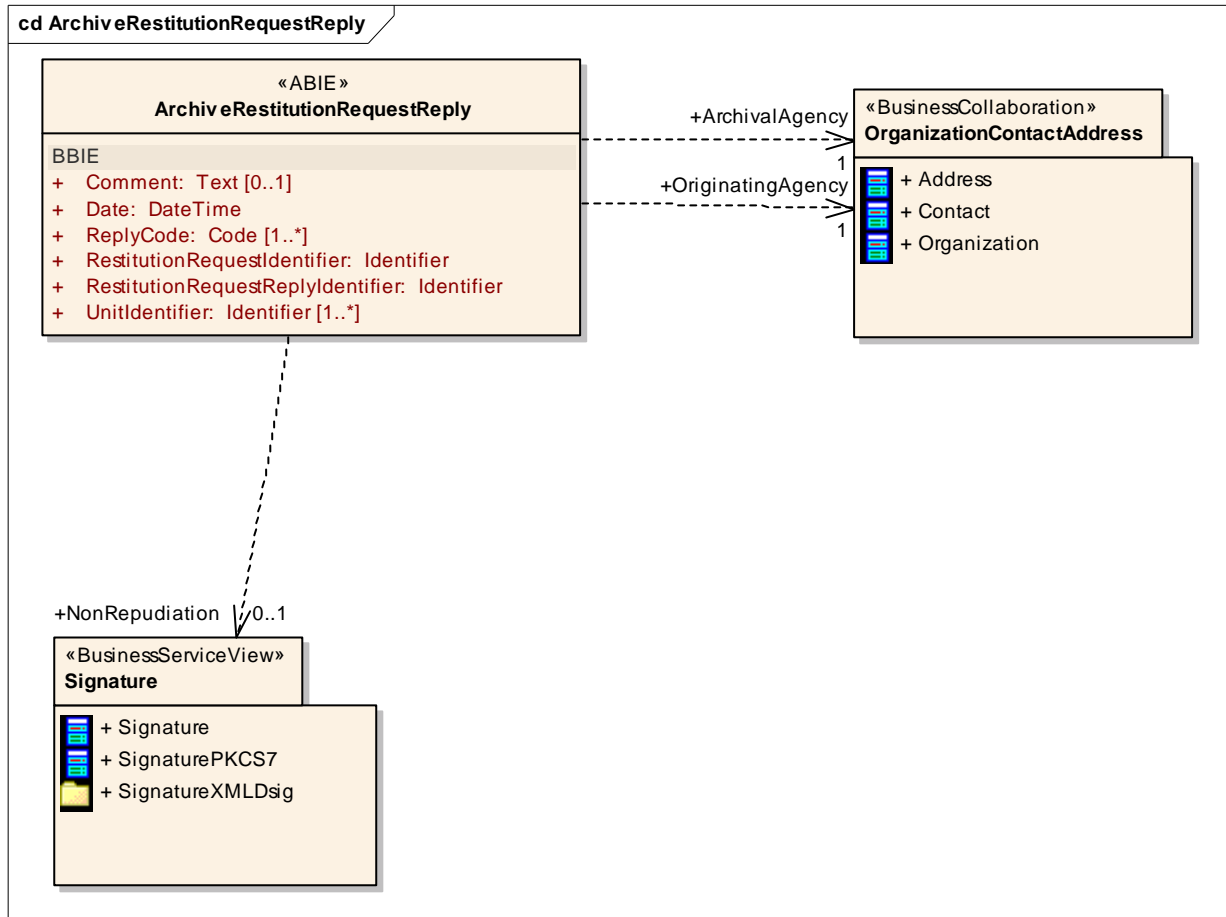 cd ArchiveRestitutionRequestReply
«ABIE»
ArchiveRestitutionRequestReply
BBIE
+ Comment: Text [0..1]
+ Date: DateTime
+ ReplyCode: Code [1..*]
+ RestitutionRequestIdentifier: Identifier
+ RestitutionRequestReplyIdentifier: Identifier
+ UnitIdentifier: Identifier [1..*]
+ArchivalAgency
1
+OriginatingAgency
1
«BusinessCollaboration»
OrganizationContactAddress
+ Address
+ Contact
+ Organization
+NonRepudiation 0..1
«BusinessServiceView»
Signature
+ Signature
+ SignaturePKCS7
+ SignatureXMLDsig